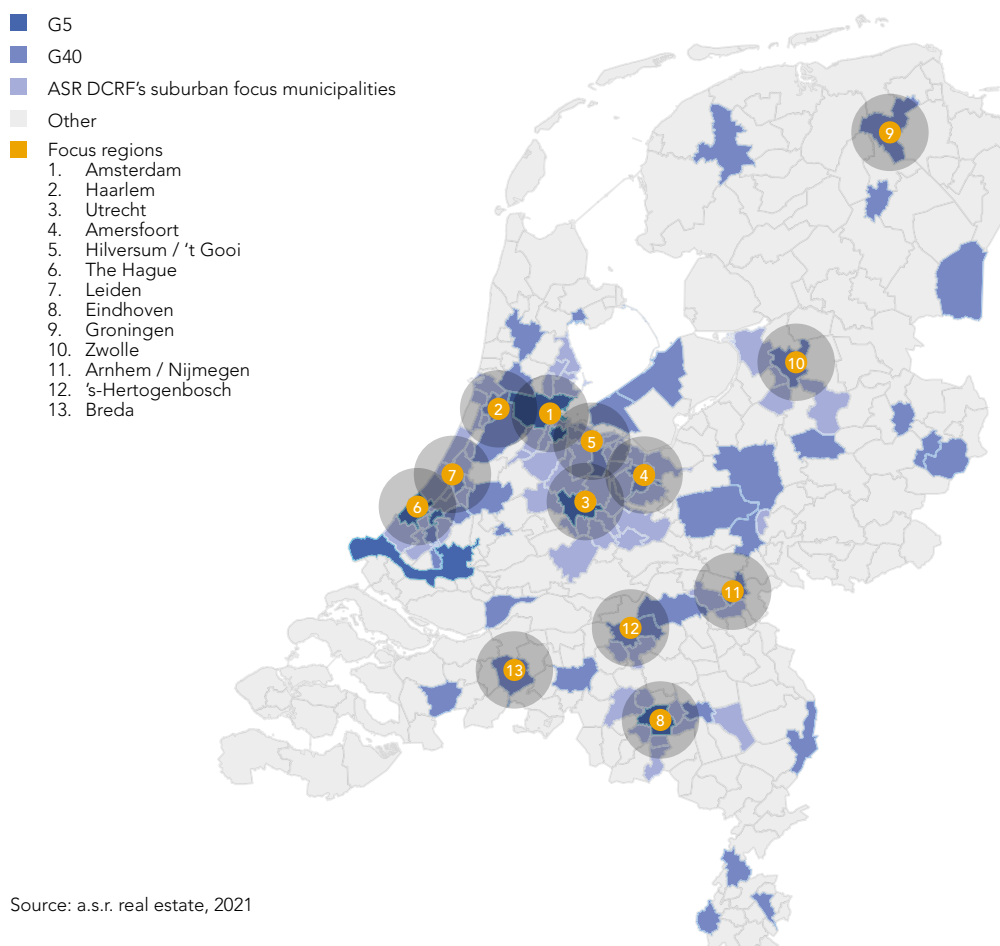 G5
G40
ASR DCRF's suburban focus municipalities
Other
Focus regions
1. Amsterdam
2. Haarlem
3. Utrecht
4. Amersfoort
5. Hilversum / ‘t Gooi
6. The Hague
7. Leiden
8. Eindhoven
9. Groningen
10. Zwolle
11. Arnhem / Nijmegen
12. ’s-Hertogenbosch
13. Breda
9
10
2
1
5
7
4
3
6
11
12
13
8
Source: a.s.r. real estate, 2021